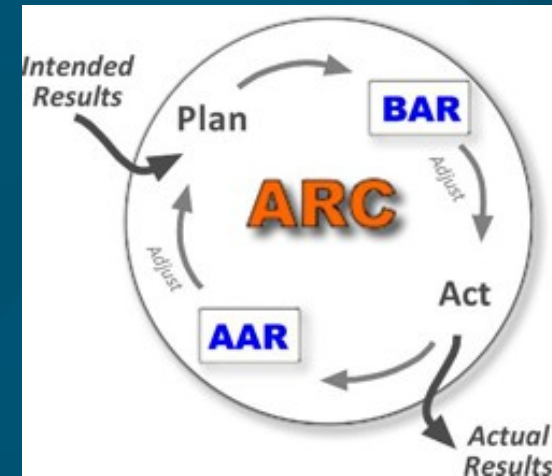 Intended
Results
Plan
BAR
Adjust
ARC
Act
Adjust
AAR
Actual
Results